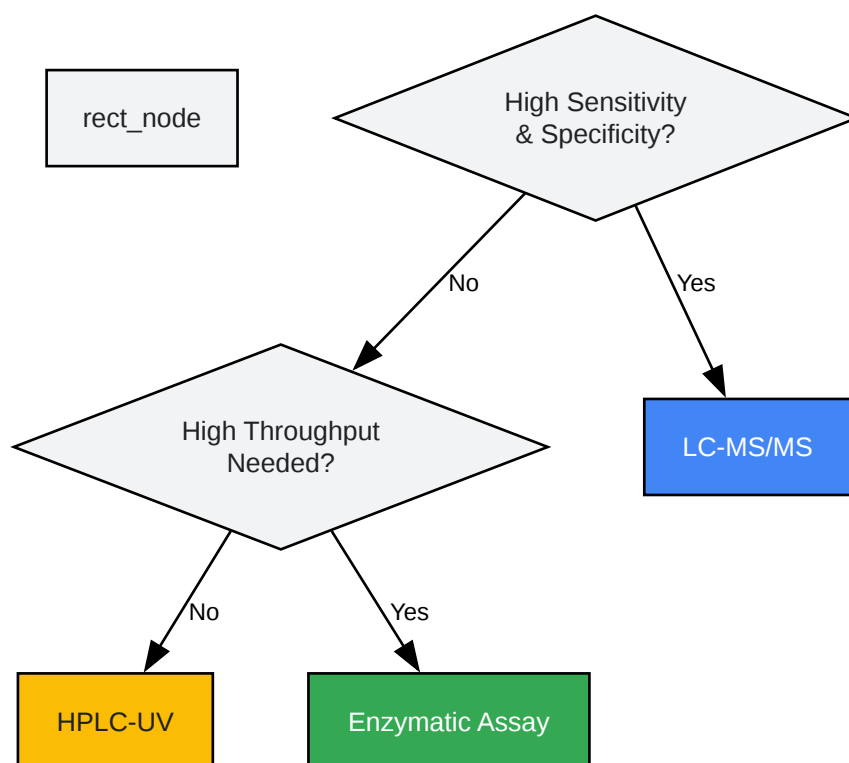 rect_node
High Sensitivity
& Specificity?
No
Yes
High Throughput
Needed?
LC-MS/MS
No
Yes
HPLC-UV
Enzymatic Assay